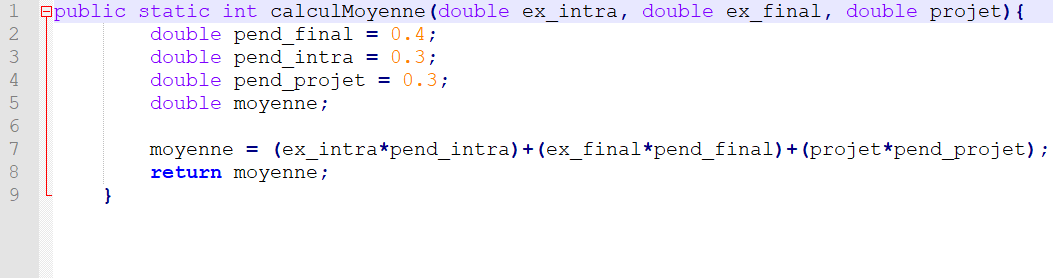 1 public static int calculMoyenne(double ex_intra, double ex_final, double projet){
2 double pend_final = 0.4;
3 double pend_intra = 0.3;
4 double pend_projet = 0.3;
5 double moyenne;
6
7 moyenne = (ex_intra*pend_intra)+(ex_final*pend_final)+(projet*pend_projet);
8 return moyenne;
9 }